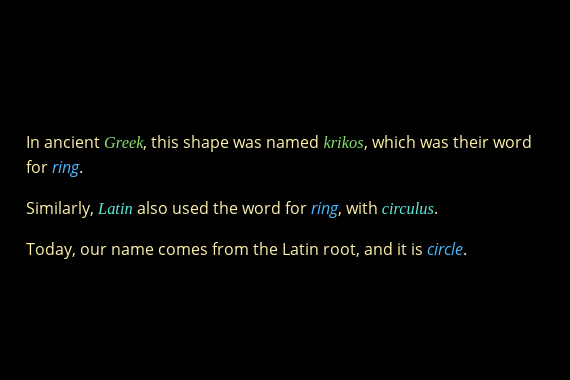 In ancient Greek, this shape was named krikos, which was their word
for ring.
Similarly, Latin also used the word for ring, with circulus.
Today, our name comes from the Latin root, and it is circle.